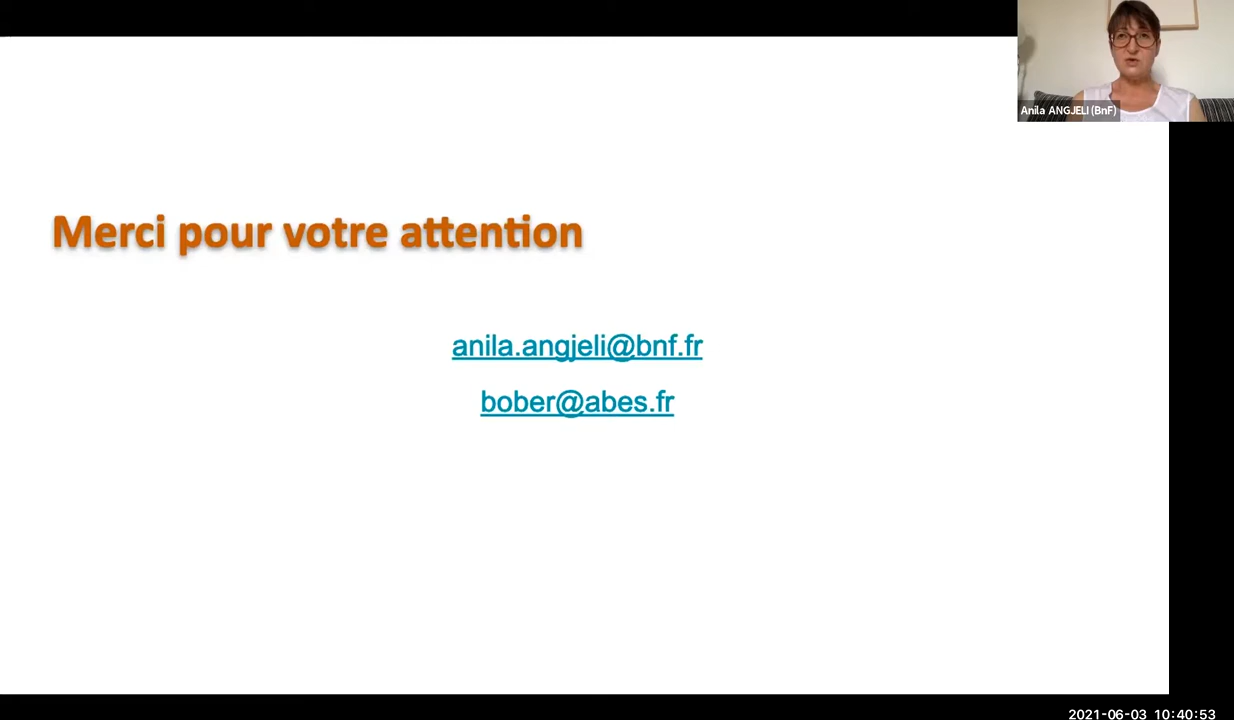 Anila ANGJELI (BnF)
Merci pour votre attention
anila.angjeli@bnf.fr
bober@abes.fr
2021-06-03 10:40:53